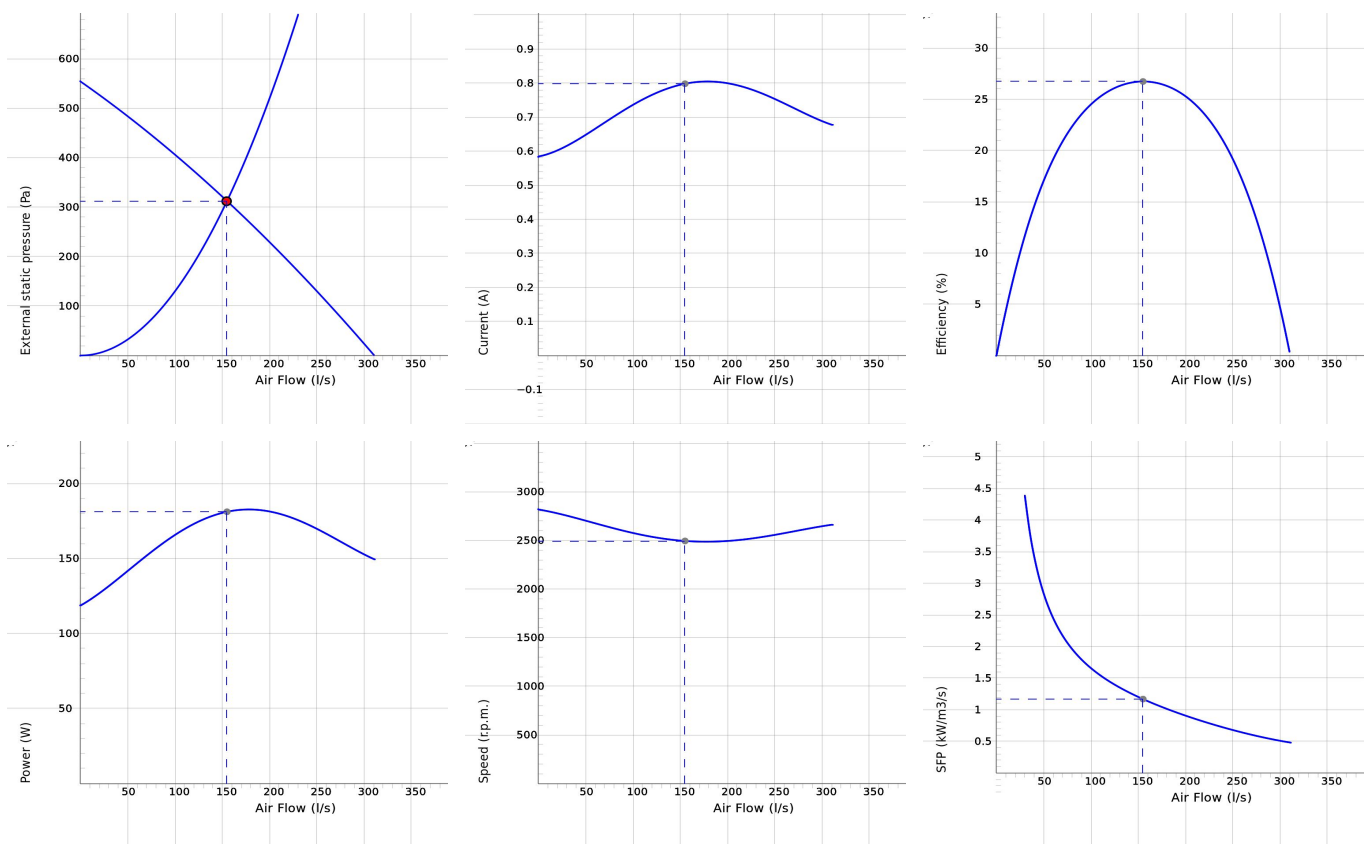 External static pressure (Pa)
600
500
400
300
200
100
50 100 150 200 250 300 350
Air Flow (l/s)
Current (A)
0.9
0.8
0.7
0.6
0.5
0.4
0.3
0.2
0.1
−0.1
50 100 150 200 250 300 350
Air Flow (l/s)
Efficiency (%)
30
25
20
15
10
5
50 100 150 200 250 300 350
Air Flow (l/s)
Power (W)
200
150
100
50
50 100 150 200 250 300 350
Air Flow (l/s)
Speed (r.p.m.)
3000
2500
2000
1500
1000
500
50 100 150 200 250 300 350
Air Flow (l/s)
SFP (kW/m3/s)
5
4.5
4
3.5
3
2.5
2
1.5
1
0.5
50 100 150 200 250 300 350
Air Flow (l/s)